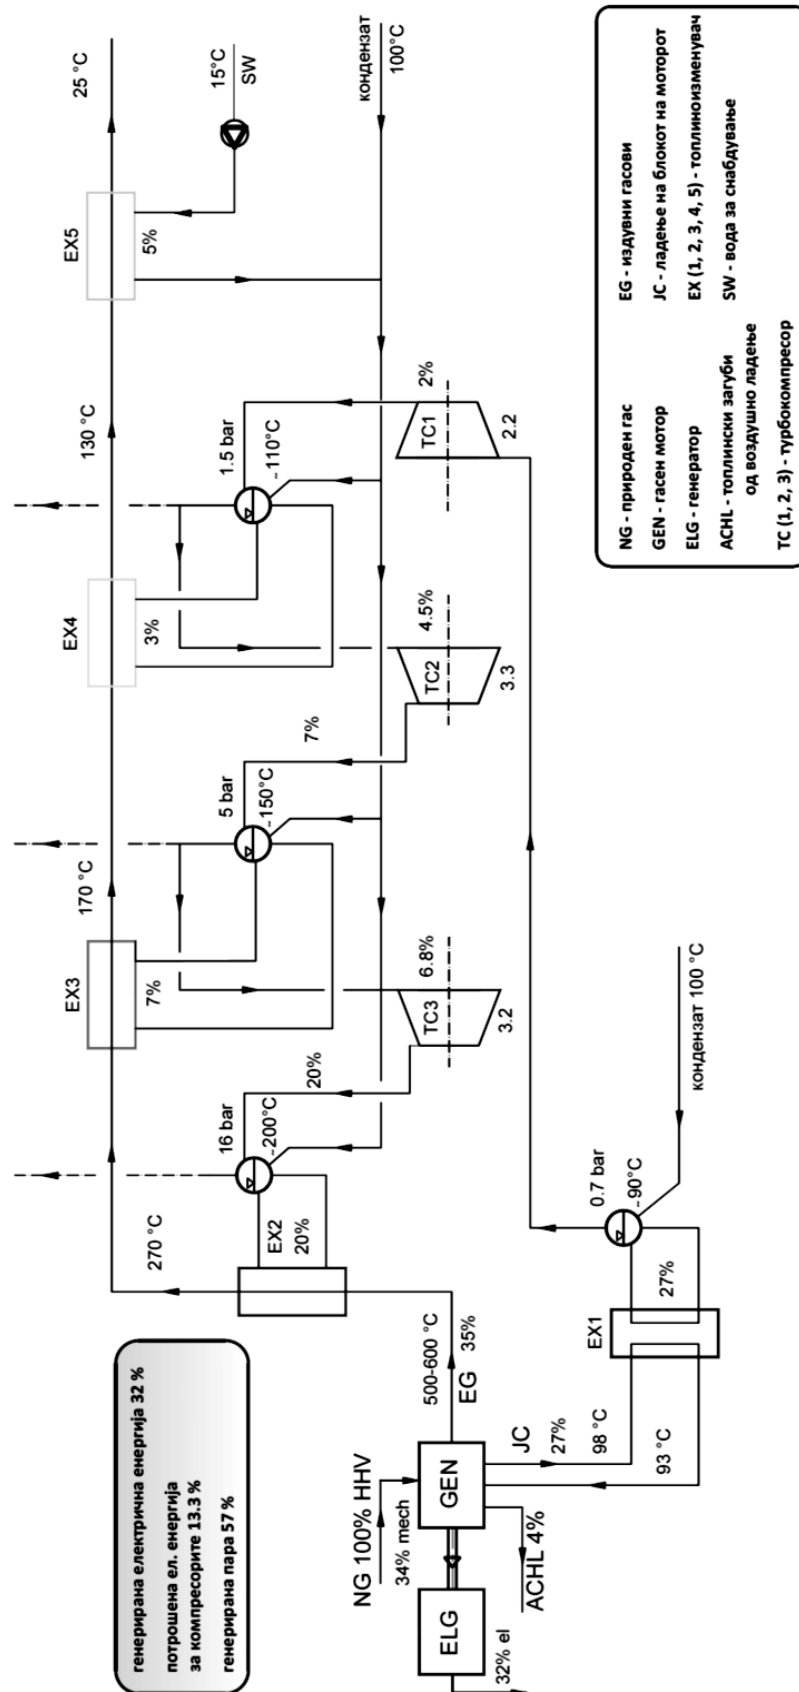 генерирана електрична енергија 32 %
потрошена ел. енергија
за компресорите 13.3 %
генерирана пара 57 %
270 °C
170 °C
130 °C
25 °C
EX3
7%
EX4
3%
EX5
5%
15°C
SW
16 bar
~200°C
5 bar
~150°C
1.5 bar
~110°C
кондензат
100°C
EX2
20%
20%
7%
TC3
6.8%
3.2
TC2
4.5%
3.3
TC1
2%
2.2
500-600 °C
EG
35%
NG 100% HHV
34% mech
GEN
ELG
32% el
ACHL 4%
JC
27%
98 °C
93 °C
EX1
27%
0.7 bar
~90°C
кондензат 100 °C
NG - природен гас
GEN - гасен мотор
ELG - генератор
ACHL - топлински загуби
од воздушно ладење
TC (1, 2, 3) - турбокомпресор
EG - издувни гасови
JC - ладење на блокот на моторот
EX (1, 2, 3, 4, 5) - топлиноизменувач
SW - вода за снабдување